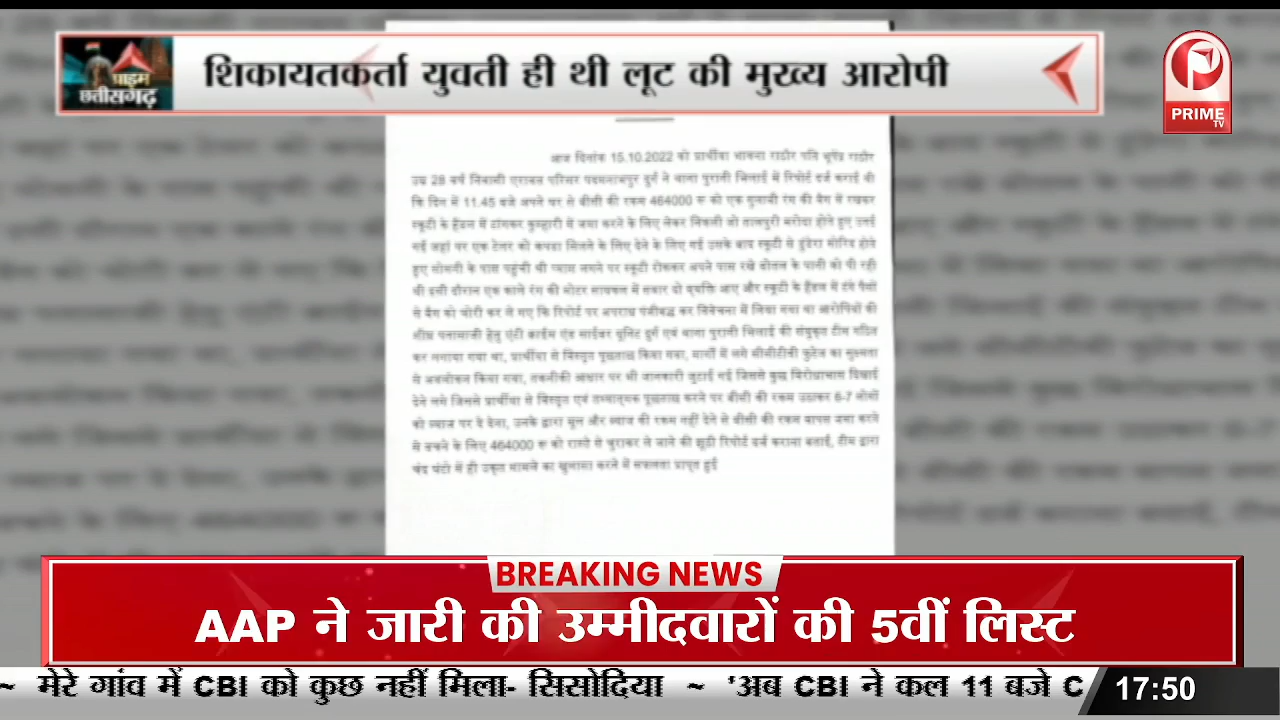 प्राइम
छत्तीसगढ़
शिकायतकर्ता युवती ही थी लूट की मुख्य आरोपी
PRIME
TV
आज दिनांक 15.10.2022 को प्रार्थीया भावना राठौर पति भूपेंद्र राठौर
उम्र 28 वर्ष निवासी एरावत परिसर पदमनाभपुर दुर्ग ने थाना पुरानी भिलाई में रिपोर्ट दर्ज कराई थी
कि दिन में 11.45 बजे अपने घर से बीसी की रकम 464000 रू को एक गुलाबी रंग की बैग में रखकर
स्कूटी के हैंडल में टांगकर कुम्हारी में जमा करने के लिए लेकर निकली जो तालपुरी मरोदा होते हुए उतई
गई जहां पर एक टेलर को कपडा सिलने के लिए देने के लिए गई उसके बाद स्कूटी से डुंडेरा सोरिद होते
हुए सोमनी के पास पहुंची थी प्यास लगने पर स्कूटी रोककर अपने पास रखे बोतल के पानी को पी रही
थी इसी दौरान एक काले रंग की मोटर सायकल में सवार दो व्यक्ति आए और स्कूटी के हैंडल में टंगे पैसों
से बैग को चोरी कर ले गए कि रिपोर्ट पर अपराध पंजीबद्ध कर विवेचना में लिया गया था आरोपियों की
शीघ्र पतासाजी हेतु एंटी क्राईम एंड साईबर यूनिट दुर्ग एवं थाना पुरानी भिलाई की संयुक्त टीम गठित
कर लगाया गया था, प्रार्थीया से विस्तृत पूछताछ किया गया, मार्गो में लगे सीसीटीवी फुटेज का सुक्ष्मता
से अवलोकन किया गया, तकनीकी आधार पर भी जानकारी जुटाई गई जिससे कुछ विरोधाभास दिखाई
देने लगे जिससे प्रार्थीया से विस्तृत एवं तथ्यात्मक पूछताछ करने पर बीसी की रकम उठाकर 6-7 लोगों
को ब्याज पर दे देना, उनके द्वारा मूल और ब्याज की रकम नहीं देने से बीसी की रकम वापस जमा करने
से बचने के लिए 464000 रू को रास्ते से चुराकर ले जाने की झूठी रिपोर्ट दर्ज कराना बताई, टीम द्वारा
चंद घंटो में ही उक्त मामले का खुलासा करने में सफलता प्राप्त हुई
BREAKING NEWS
AAP ने जारी की उम्मीदवारों की 5वीं लिस्ट
~ मेरे गांव में CBI को कुछ नहीं मिला- सिसोदिया ~ 'अब CBI ने कल 11 बजे C
17:50